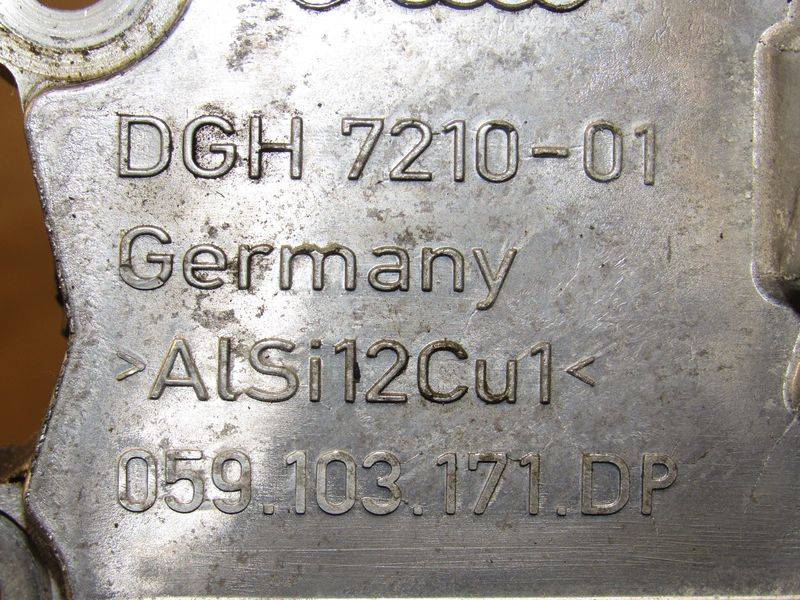 DGH 7210-01
Germany
>AlSi12Cu1<
059.103.171.DP